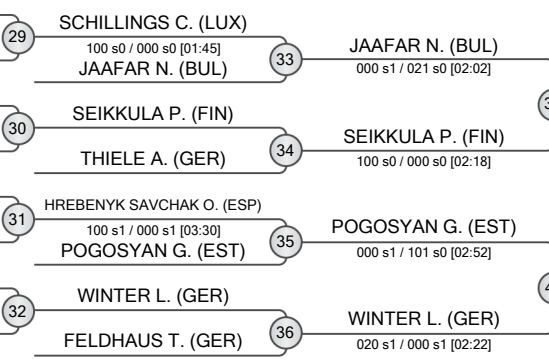 29
SCHILLINGS C. (LUX)
100 s0 / 000 s0 [01:45]
JAAFAR N. (BUL)
33
JAAFAR N. (BUL)
000 s1 / 021 s0 [02:02]
30
SEIKKULA P. (FIN)
THIELE A. (GER)
34
SEIKKULA P. (FIN)
100 s0 / 000 s0 [02:18]
31
HREBENYK SAVCHAK O. (ESP)
100 s1 / 000 s1 [03:30]
POGOSYAN G. (EST)
35
POGOSYAN G. (EST)
000 s1 / 101 s0 [02:52]
32
WINTER L. (GER)
FELDHAUS T. (GER)
36
WINTER L. (GER)
020 s1 / 000 s1 [02:22]